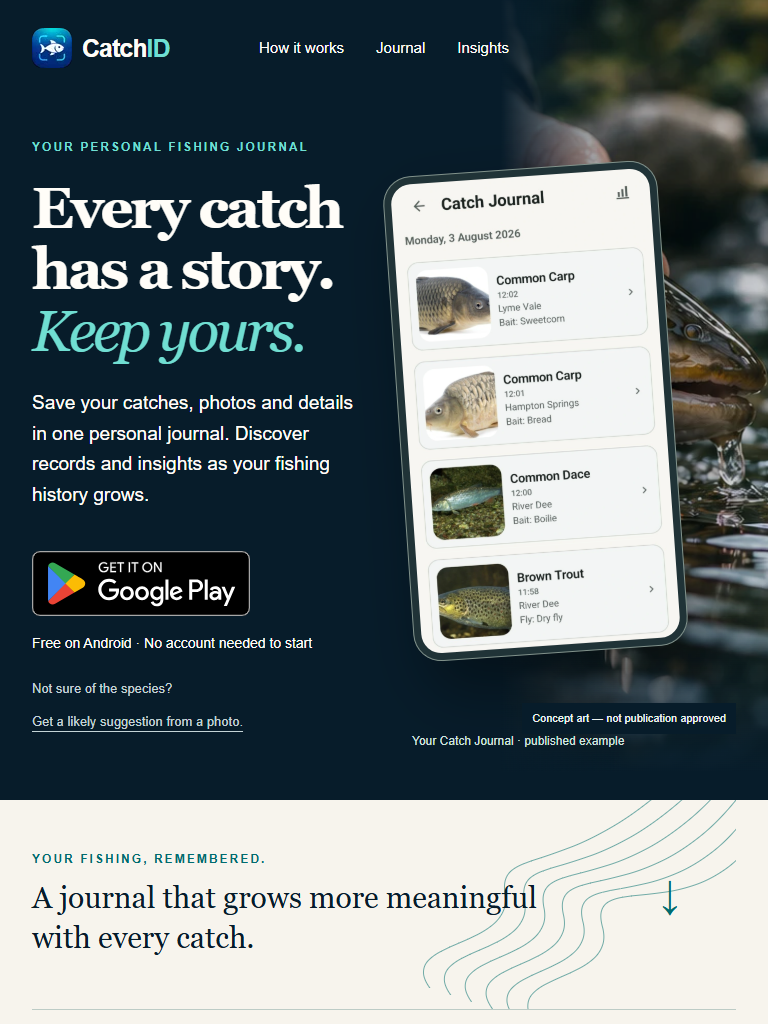 CatchID
How it works Journal Insights
YOUR PERSONAL FISHING JOURNAL
Every catch
has a story.
Keep yours.
Save your catches, photos and details
in one personal journal. Discover
records and insights as your fishing
history grows.
GET IT ON
Google Play
Free on Android · No account needed to start
Not sure of the species?
Get a likely suggestion from a photo.
Catch Journal
Monday, 3 August 2026
Common Carp
12:02
Lyme Vale
Bait: Sweetcorn
Common Carp
12:01
Hampton Springs
Bait: Bread
Common Dace
12:00
River Dee
Bait: Boilie
Brown Trout
11:58
River Dee
Fly: Dry fly
Concept art — not publication approved
Your Catch Journal · published example
YOUR FISHING, REMEMBERED.
A journal that grows more meaningful
with every catch.